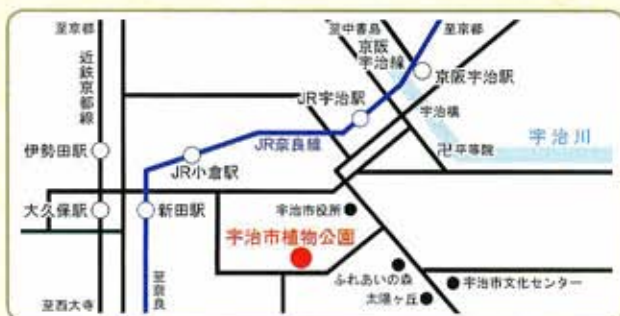 至京都
近鉄京都線
伊勢田駅
大久保駅
至西大寺
至中書島
京阪
宇治線
至京都
京阪宇治駅
JR宇治駅
宇治橋
宇治川
卍平等院
JR奈良線
JR小倉駅
新田駅
至奈良
宇治市役所
宇治市植物公園
ふれあいの森
太陽ヶ丘
宇治市文化センター